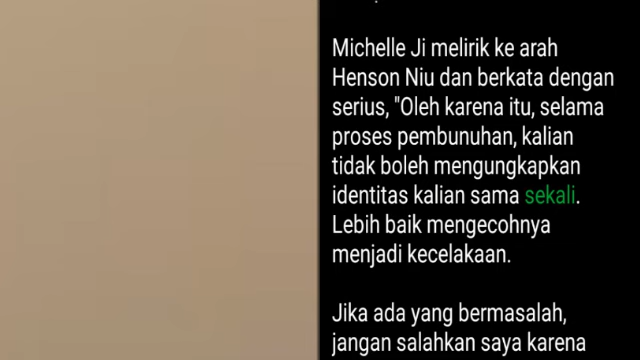 Michelle Ji melirik ke arah
Henson Niu dan berkata dengan
serius, "Oleh karena itu, selama
proses pembunuhan, kalian
tidak boleh mengungkapkan
identitas kalian sama sekali.
Lebih baik mengecohnya
menjadi kecelakaan.
Jika ada yang bermasalah,
jangan salahkan saya karena